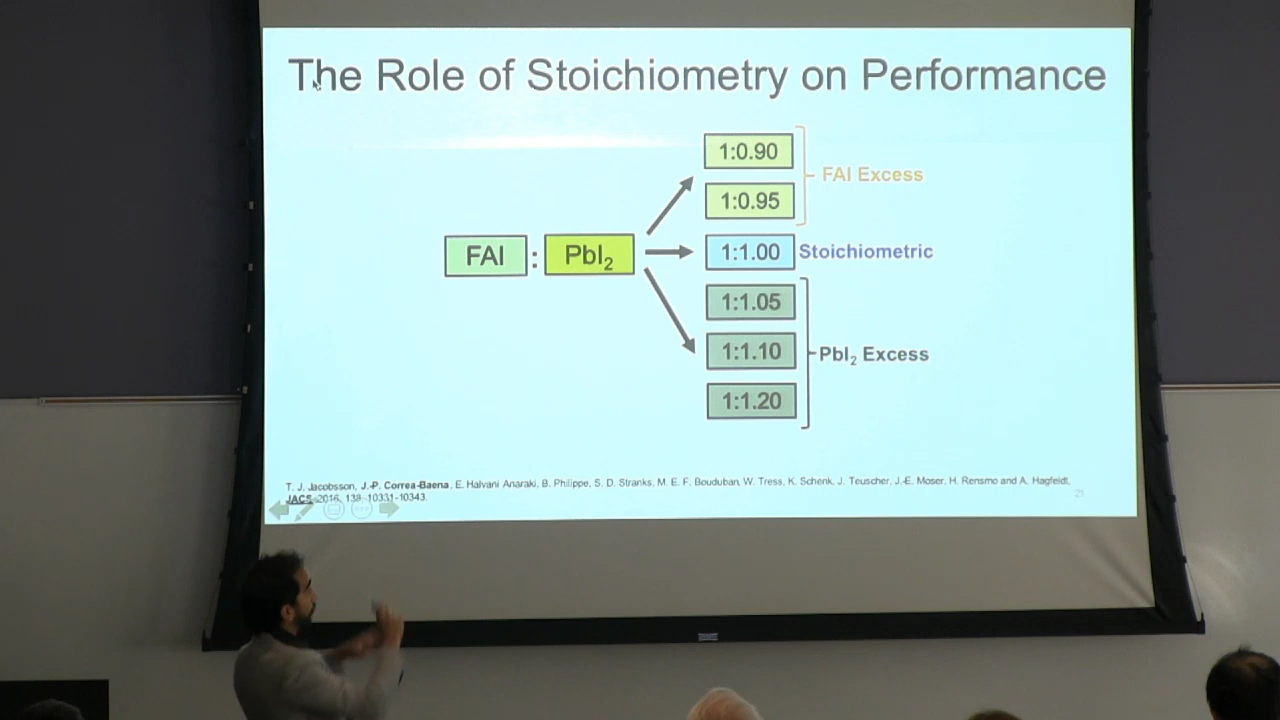 The Role of Stoichiometry on Performance
1:0.90
FAI Excess
1:0.95
FAI : PbI₂
1:1.00 Stoichiometric
1:1.05
1:1.10
PbI₂ Excess
1:1.20
T. J. Jacobsson, J.-P. Correa-Baena, E. Halvani Anaraki, B. Philippe, S. D. Stranks, M. E. F. Bouduban, W. Tress, K. Schenk, J. Teuscher, J.-E. Moser, H. Rensmo and A. Hagfeldt,
JACS, 2016, 138, 10331-10343.
21